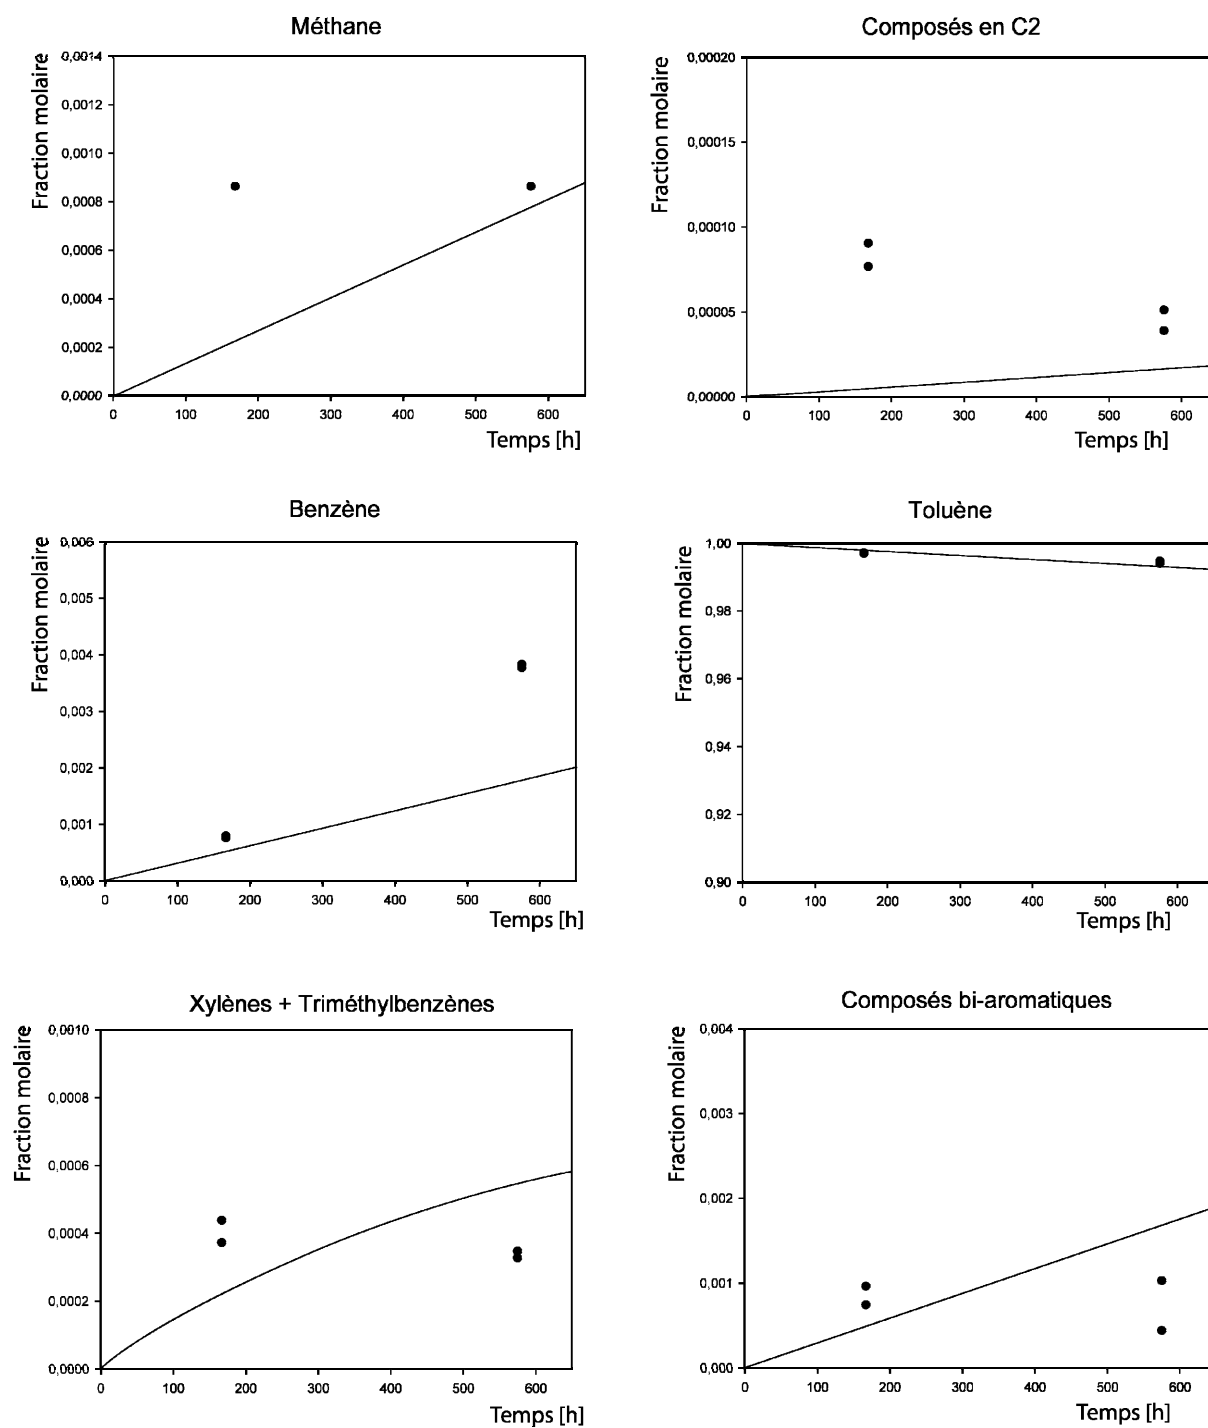 Méthane
Fraction molaire
0,0014
0,0012
0,0010
0,0008
0,0006
0,0004
0,0002
0,0000
0 100 200 300 400 500 600
Temps [h]
Composés en C2
Fraction molaire
0,00020
0,00015
0,00010
0,00005
0,00000
0 100 200 300 400 500 600
Temps [h]
Benzène
Fraction molaire
0,006
0,005
0,004
0,003
0,002
0,001
0,000
0 100 200 300 400 500 600
Temps [h]
Toluène
Fraction molaire
1,00
0,98
0,96
0,94
0,92
0,90
0 100 200 300 400 500 600
Temps [h]
Xylènes + Triméthylbenzènes
Fraction molaire
0,0010
0,0008
0,0006
0,0004
0,0002
0,0000
0 100 200 300 400 500 600
Temps [h]
Composés bi-aromatiques
Fraction molaire
0,004
0,003
0,002
0,001
0,000
0 100 200 300 400 500 600
Temps [h]